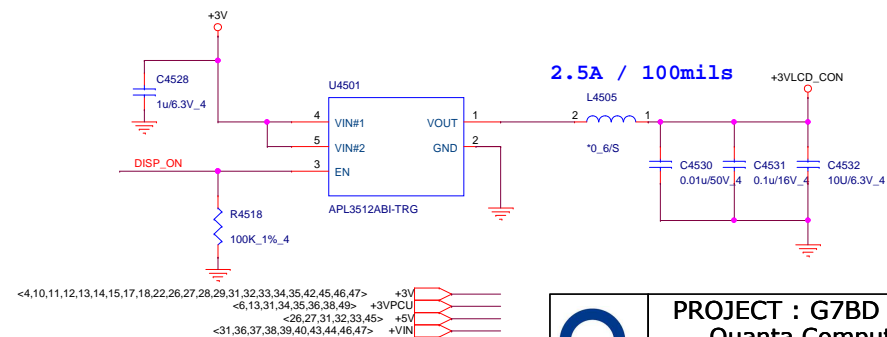 +3V
C4528
1u/6.3V_4
U4501
4
VIN#1
5
VIN#2
3
EN
VOUT
1
GND
2
APL3512ABI-TRG
DISP_ON
R4518
100K_1%_4
2.5A / 100mils
L4505
2
1
*0_6/S
+3VLCD_CON
C4530
0.01u/50V_4
C4531
0.1u/16V_4
C4532
10U/6.3V_4
<4,10,11,12,13,14,15,17,18,22,26,27,28,29,31,32,33,34,35,42,45,46,47> +3V
<6,13,31,34,35,36,38,49> +3VPCU
<26,27,31,32,33,45> +5V
<31,36,37,38,39,40,43,44,46,47> +VIN
PROJECT : G7BD
Quanta Comput